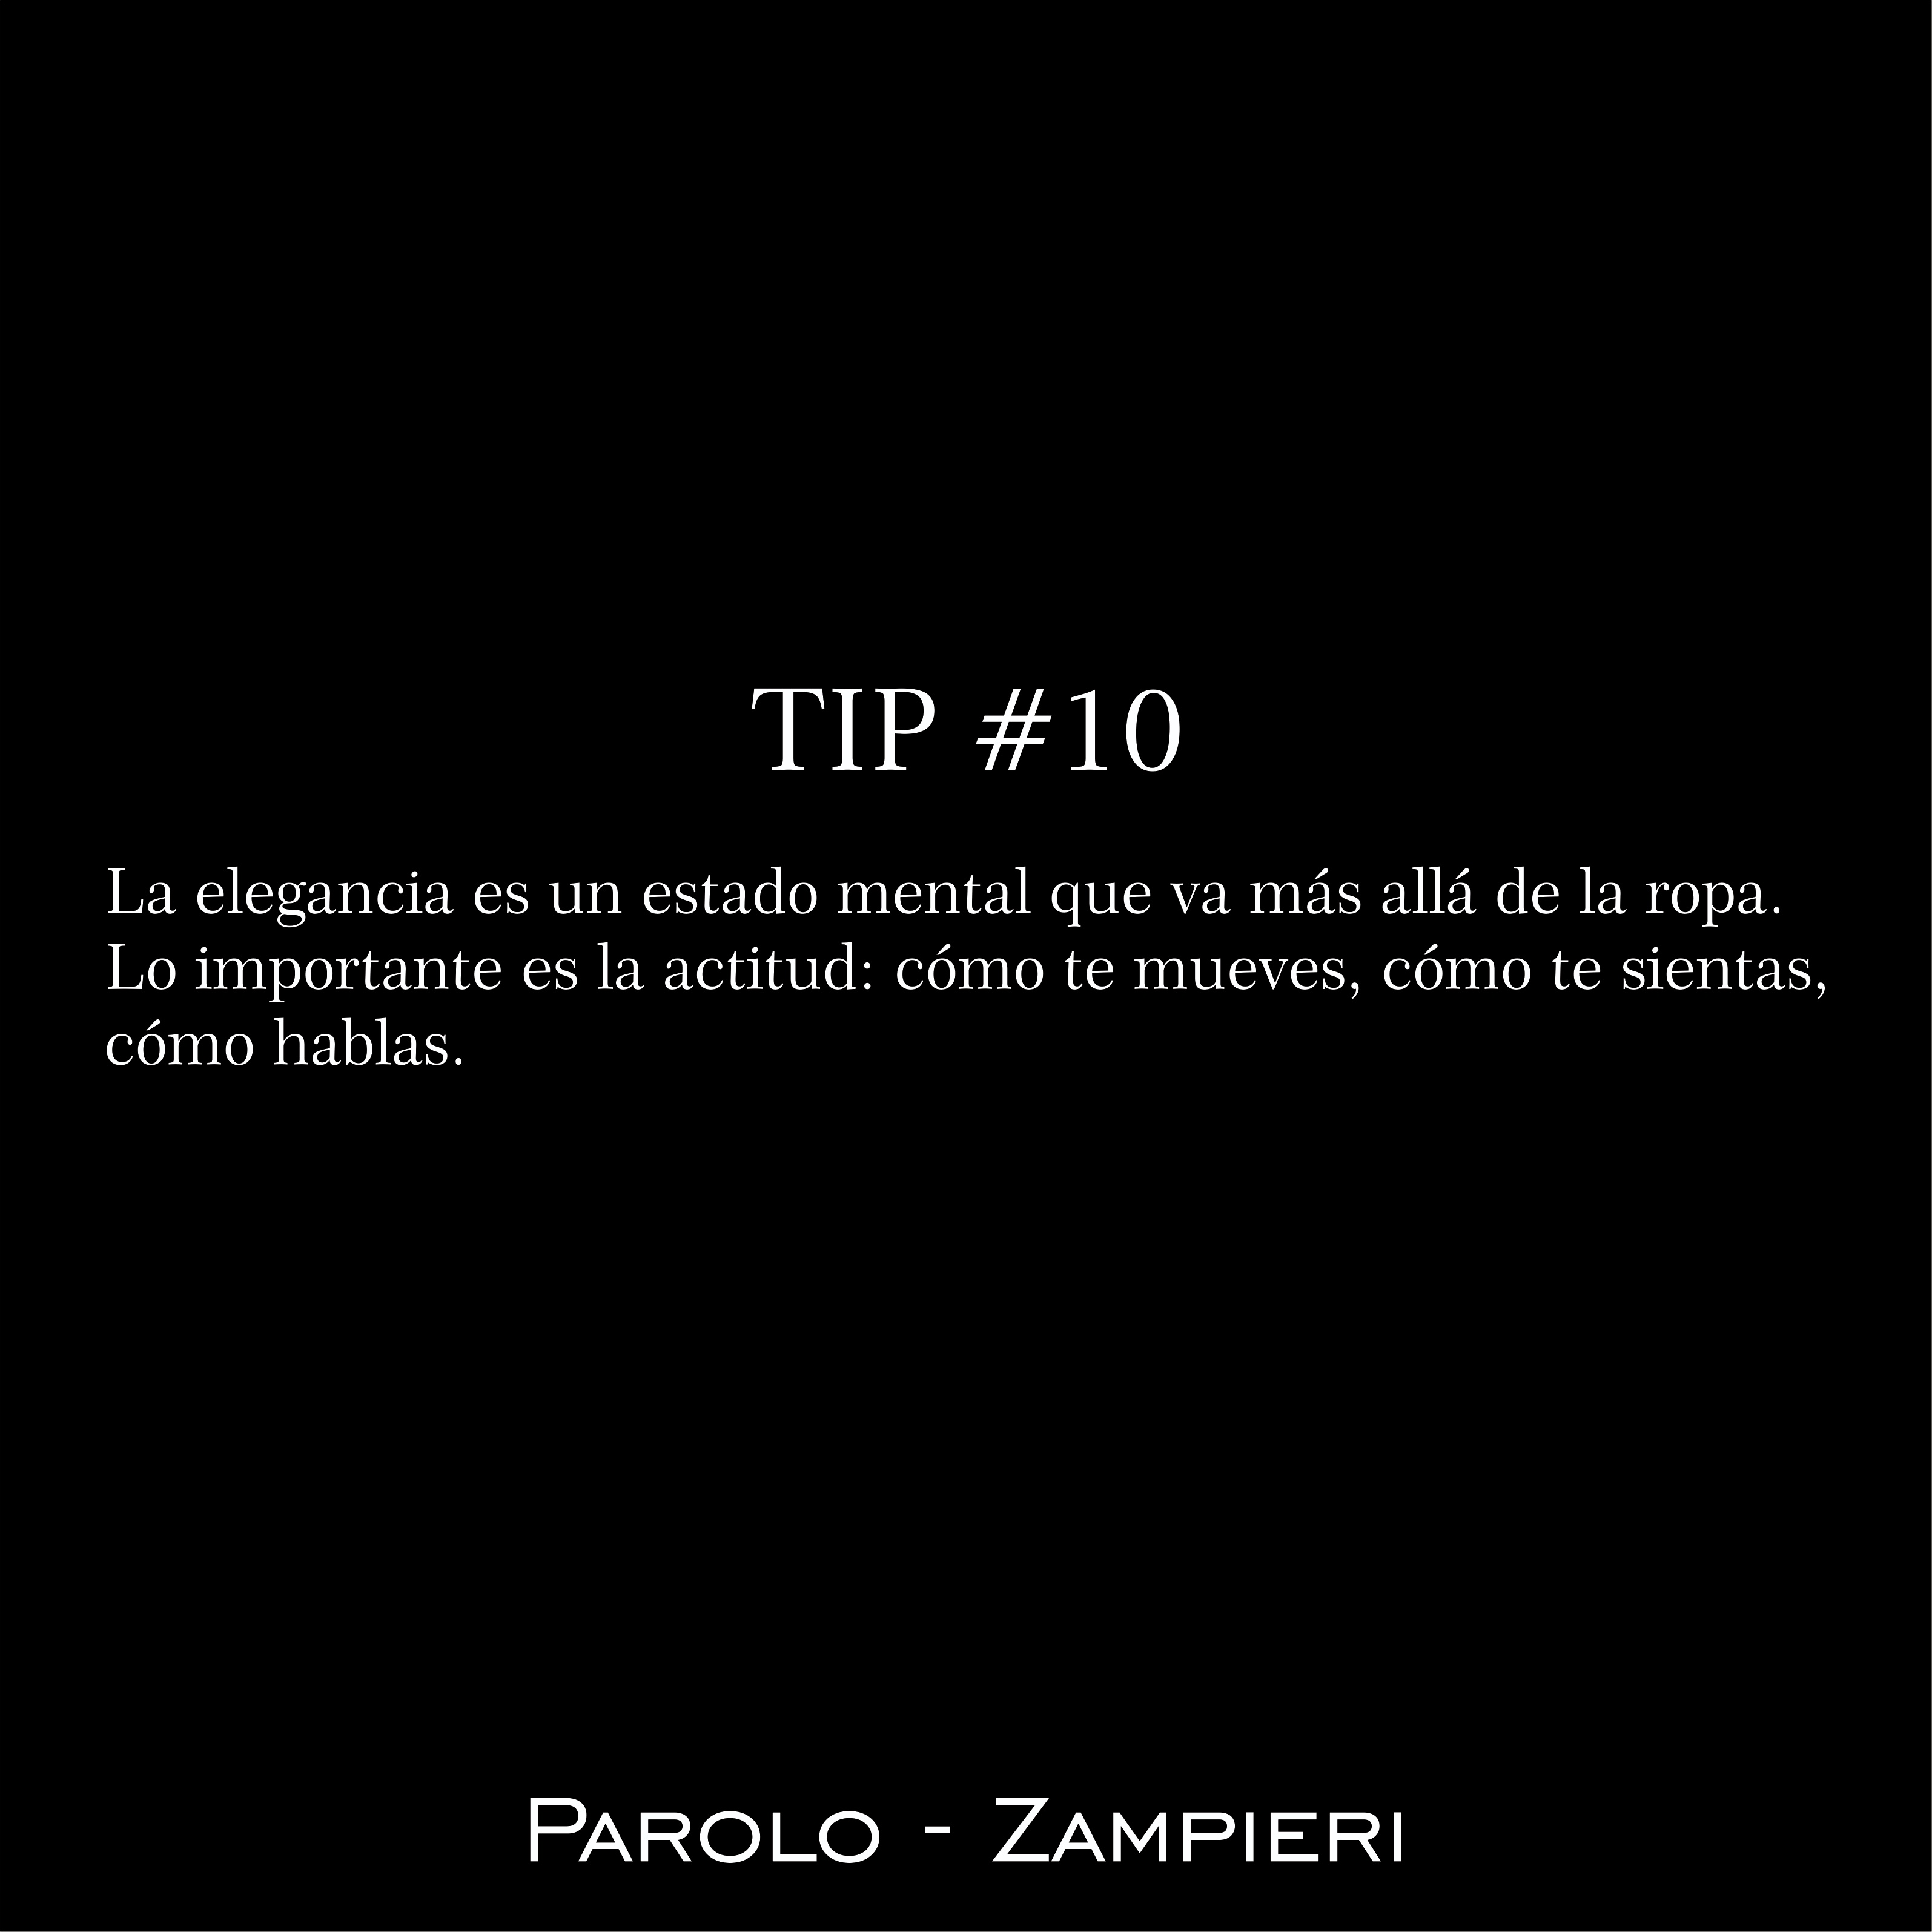 TIP #10
La elegancia es un estado mental que va más allá de la ropa.
Lo importante es la actitud: cómo te mueves, cómo te sientas,
cómo hablas.
PAROLO - ZAMPIERI